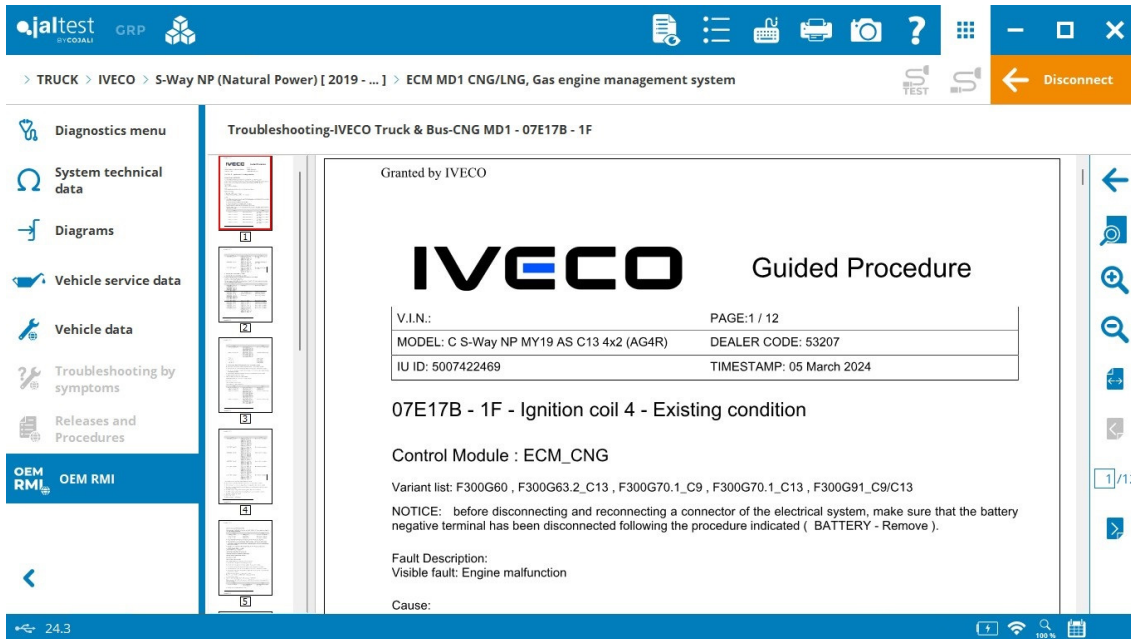 jaltest
BY COJALI
GRP
TEST
> TRUCK > IVECO > S-Way NP (Natural Power) [ 2019 - ... ] > ECM MD1 CNG/LNG, Gas engine management system
Disconnect
Diagnostics menu
System technical
data
Diagrams
Vehicle service data
Vehicle data
Troubleshooting by
symptoms
Releases and
Procedures
OEM
RMI
OEM RMI
Troubleshooting-IVECO Truck & Bus-CNG MD1 - 07E17B - 1F
IVECO
1
2
3
4
5
Granted by IVECO
IVECO
Guided Procedure
V.I.N.:
PAGE:1 / 12
MODEL: C S-Way NP MY19 AS C13 4x2 (AG4R)
DEALER CODE: 53207
IU ID: 5007422469
TIMESTAMP: 05 March 2024
07E17B - 1F - Ignition coil 4 - Existing condition
Control Module : ECM_CNG
Variant list: F300G60 , F300G63.2_C13 , F300G70.1_C9 , F300G70.1_C13 , F300G91_C9/C13
NOTICE: before disconnecting and reconnecting a connector of the electrical system, make sure that the battery
negative terminal has been disconnected following the procedure indicated ( BATTERY - Remove ).
Fault Description:
Visible fault: Engine malfunction
Cause:
1
24.3
100 %